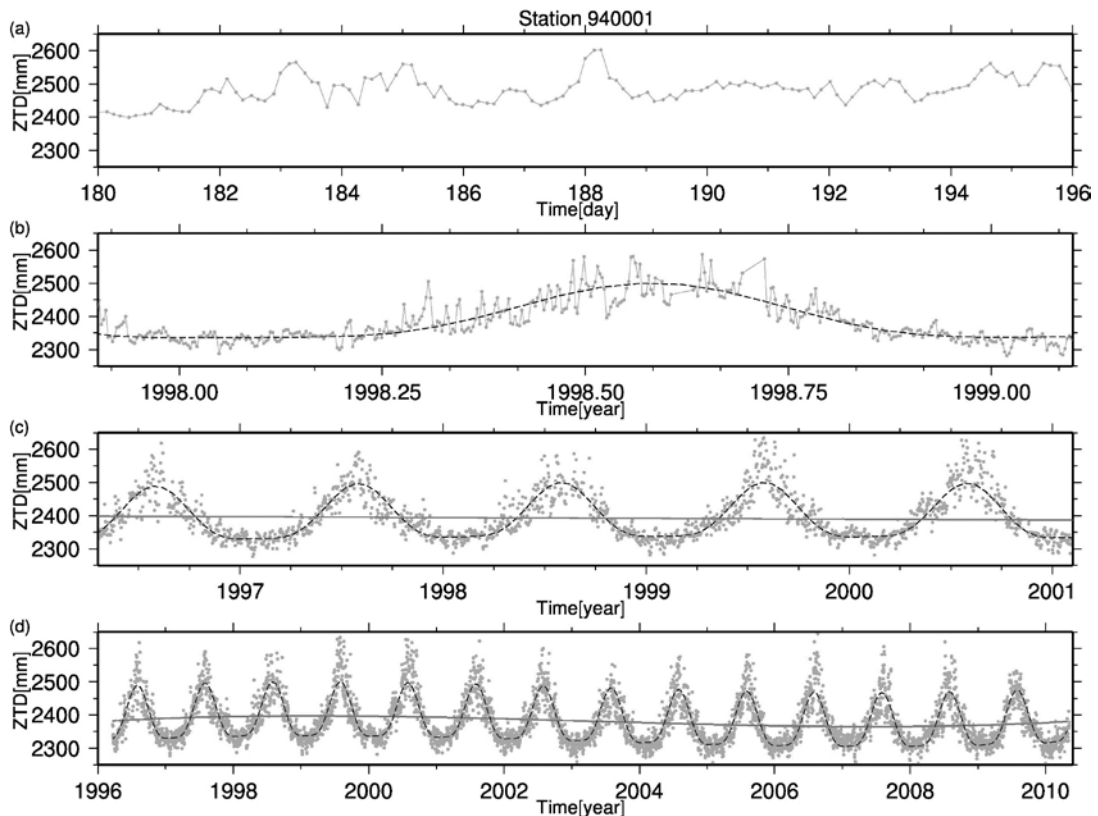 Station 940001
(a)
ZTD[mm]
2600
2500
2400
2300
180 182 184 186 188 190 192 194 196
Time[day]
(b)
ZTD[mm]
2600
2500
2400
2300
1998.00 1998.25 1998.50 1998.75 1999.00
Time[year]
(c)
ZTD[mm]
2600
2500
2400
2300
1997 1998 1999 2000 2001
Time[year]
(d)
ZTD[mm]
2600
2500
2400
2300
1996 1998 2000 2002 2004 2006 2008 2010
Time[year]